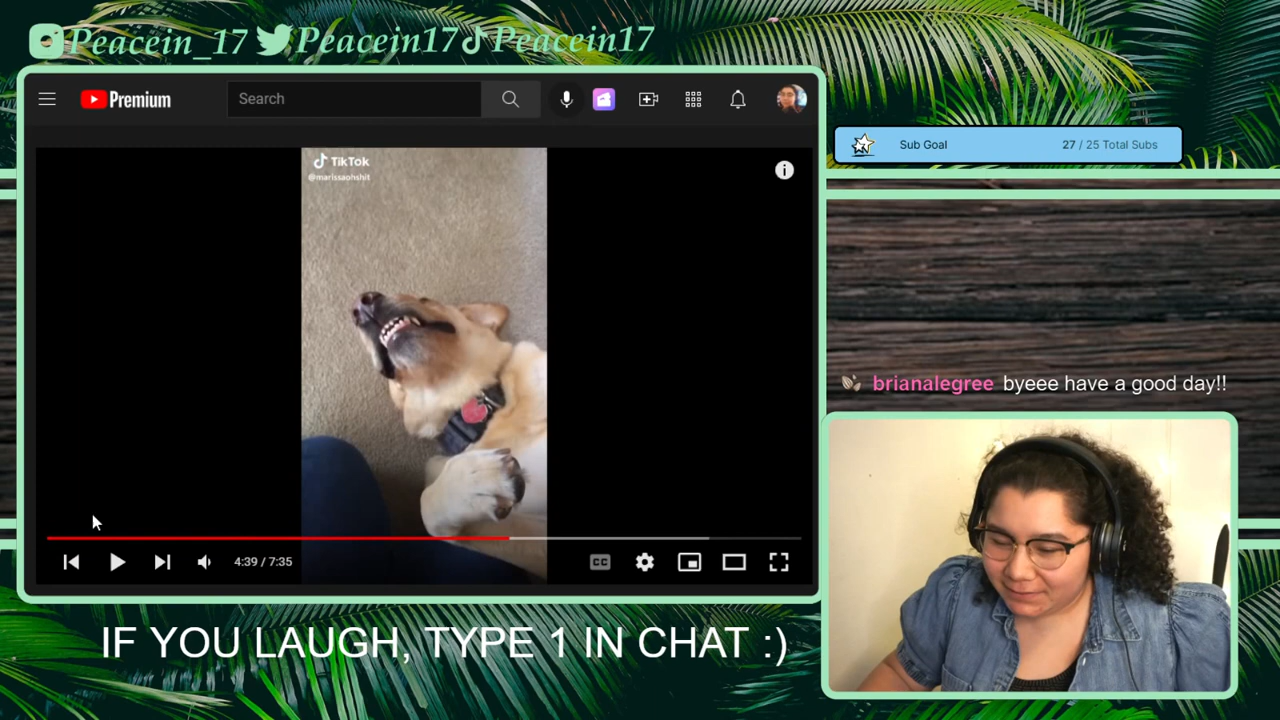 Peacein_17 Peacein17 Peacein17
Premium
Search
Sub Goal 27 / 25 Total Subs
TikTok
@marissaohshit
brianalegree byeee have a good day!!
4:39 / 7:35
CC
IF YOU LAUGH, TYPE 1 IN CHAT :)